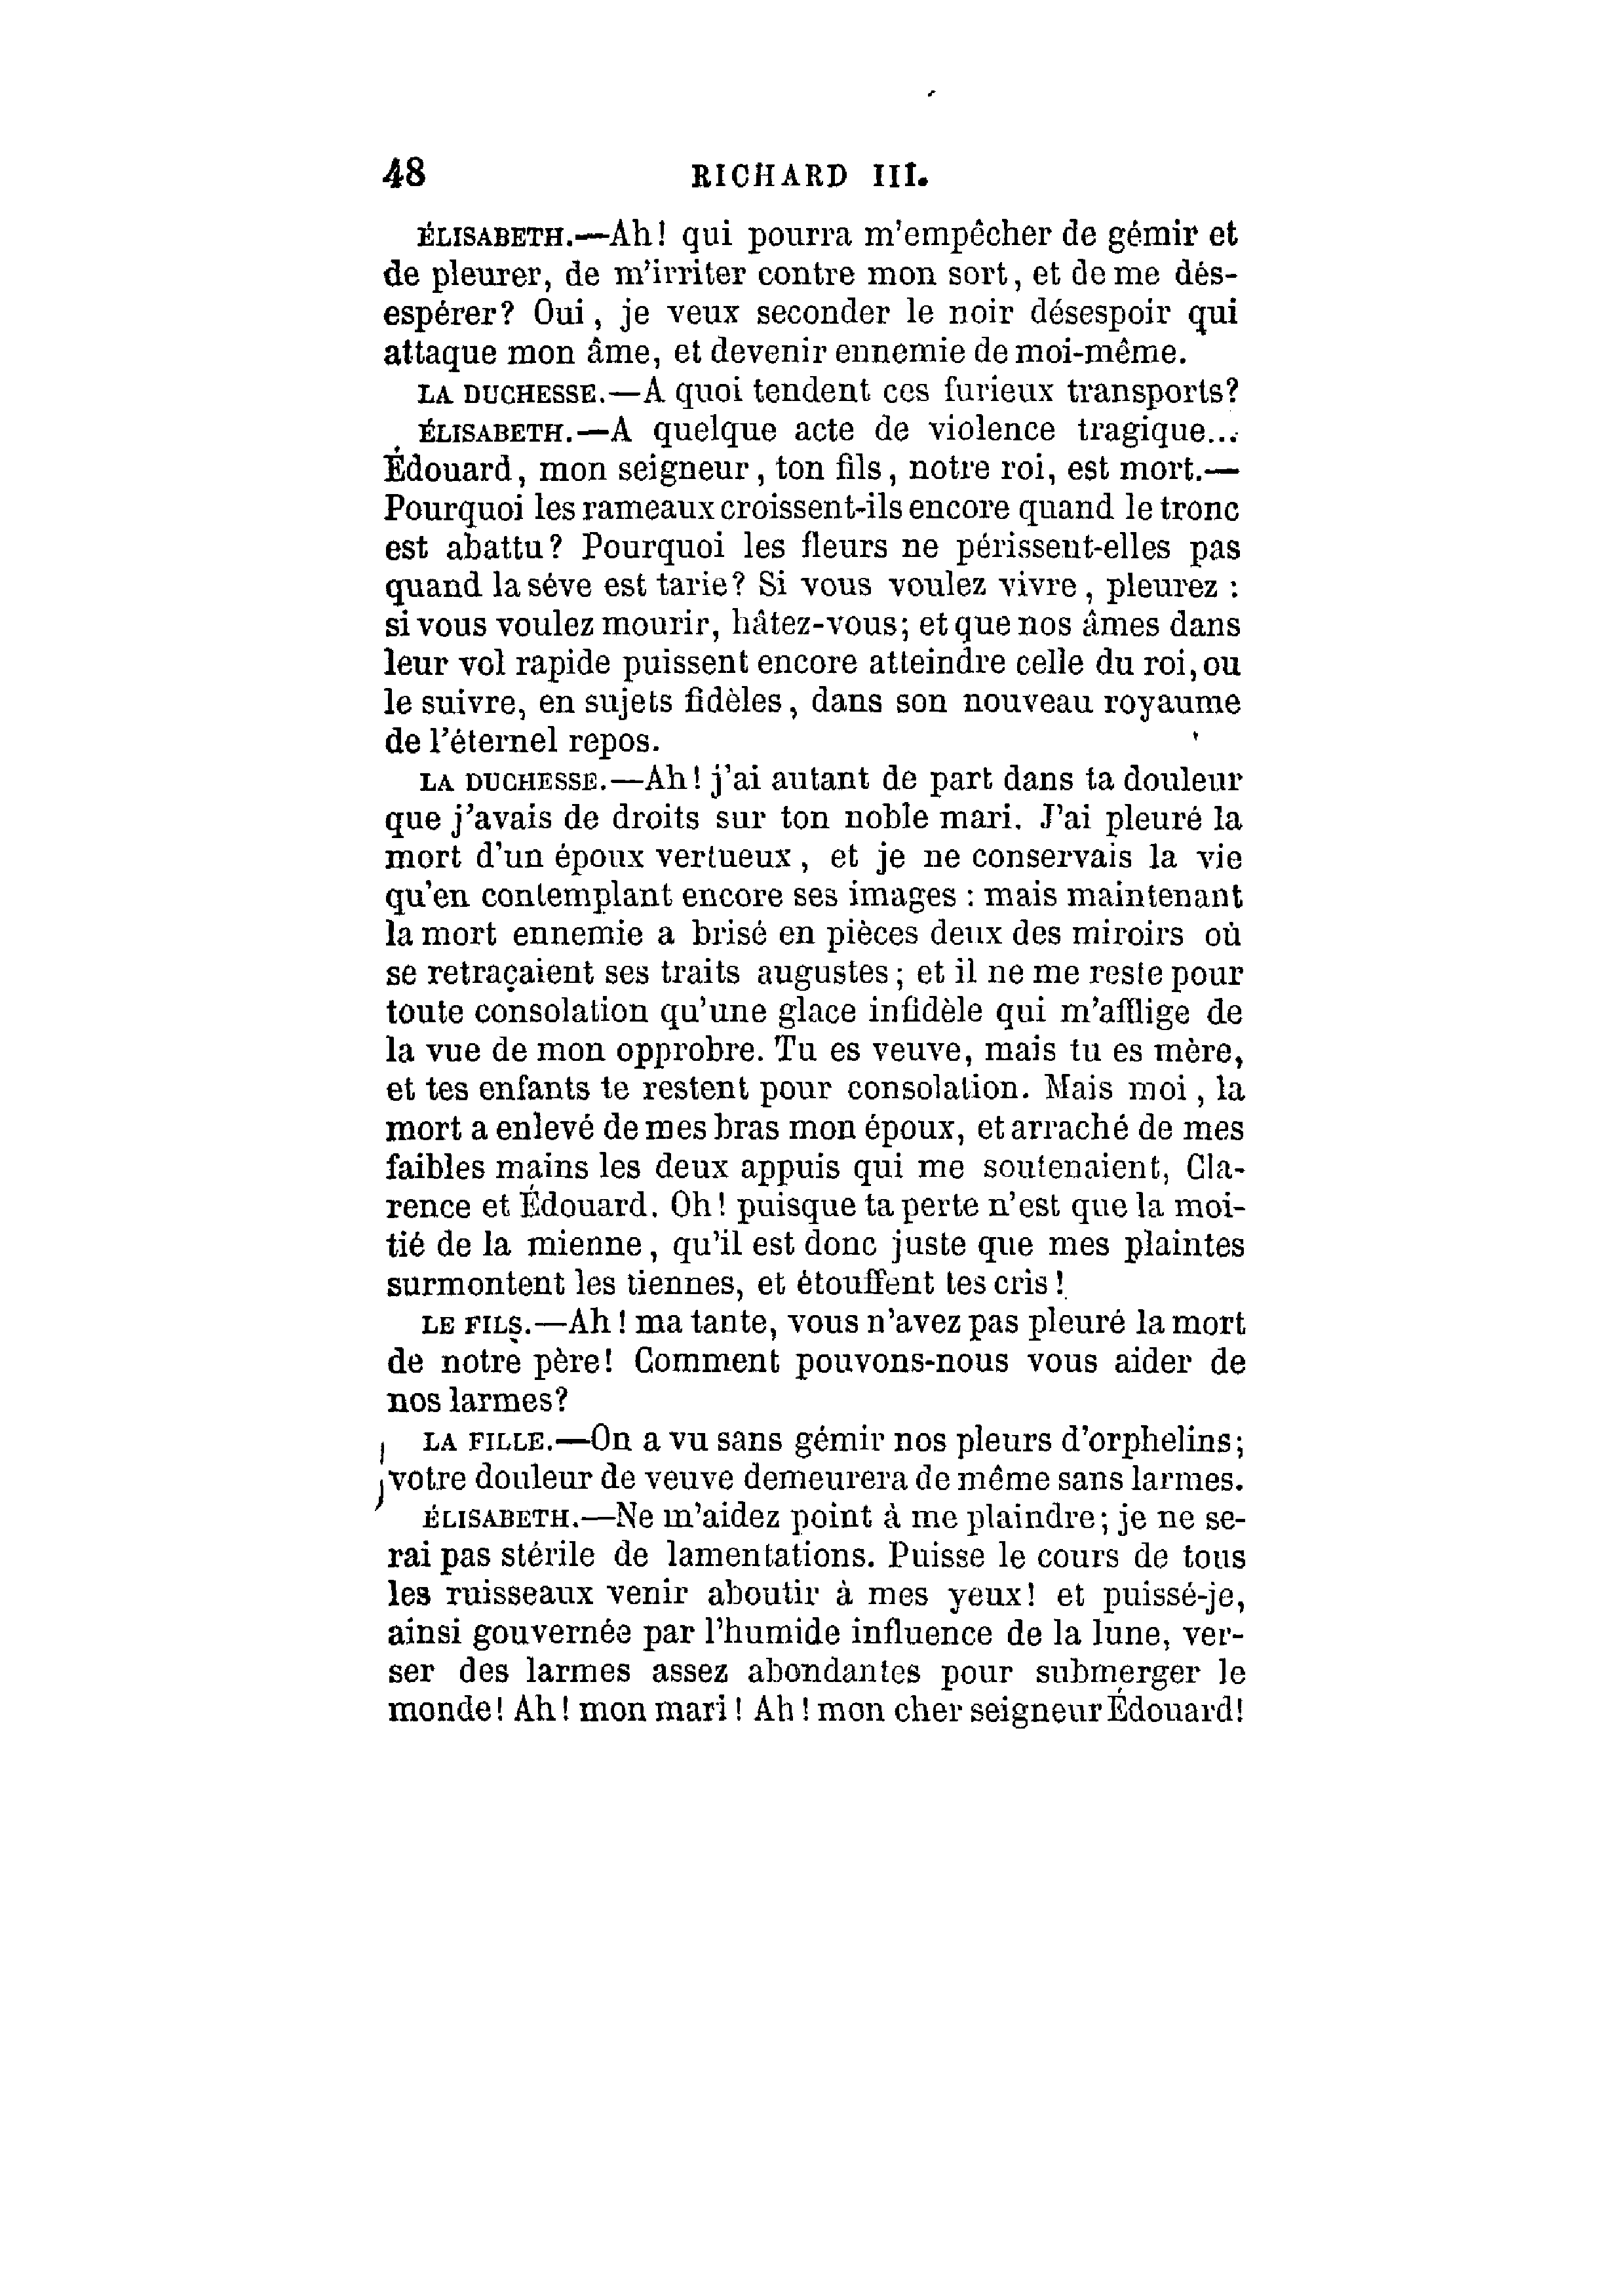 48 RICHARD III.
ÉLISABETH.—Ah! qui pourra m'empêcher de gémir et
de pleurer, de m'irriter contre mon sort, et de me dés-
espérer? Oui, je veux seconder le noir désespoir qui
attaque mon âme, et devenir ennemie de moi-même.
LA DUCHESSE.—A quoi tendent ces furieux transports?
ÉLISABETH.—A quelque acte de violence tragique...
Édouard, mon seigneur, ton fils, notre roi, est mort.—
Pourquoi les rameaux croissent-ils encore quand le tronc
est abattu? Pourquoi les fleurs ne périssent-elles pas
quand la séve est tarie? Si vous voulez vivre, pleurez :
si vous voulez mourir, hâtez-vous; et que nos âmes dans
leur vol rapide puissent encore atteindre celle du roi, ou
le suivre, en sujets fidèles, dans son nouveau royaume
de l'éternel repos.
LA DUCHESSE.—Ah! j'ai autant de part dans ta douleur
que j'avais de droits sur ton noble mari. J'ai pleuré la
mort d'un époux vertueux, et je ne conservais la vie
qu'en contemplant encore ses images : mais maintenant
la mort ennemie a brisé en pièces deux des miroirs où
se retraçaient ses traits augustes; et il ne me reste pour
toute consolation qu'une glace infidèle qui m'afflige de
la vue de mon opprobre. Tu es veuve, mais tu es mère,
et tes enfants te restent pour consolation. Mais moi, la
mort a enlevé de mes bras mon époux, et arraché de mes
faibles mains les deux appuis qui me soutenaient, Cla-
rence et Édouard. Oh! puisque ta perte n'est que la moi-
tié de la mienne, qu'il est donc juste que mes plaintes
surmontent les tiennes, et étouffent tes cris!
LE FILS.—Ah! ma tante, vous n'avez pas pleuré la mort
de notre père! Comment pouvons-nous vous aider de
nos larmes?
LA FILLE.—On a vu sans gémir nos pleurs d'orphelins;
votre douleur de veuve demeurera de même sans larmes.
ÉLISABETH.—Ne m'aidez point à me plaindre; je ne se-
rai pas stérile de lamentations. Puisse le cours de tous
les ruisseaux venir aboutir à mes yeux! et puissé-je,
ainsi gouvernée par l'humide influence de la lune, ver-
ser des larmes assez abondantes pour submerger le
monde! Ah! mon mari! Ah! mon cher seigneur Édouard!